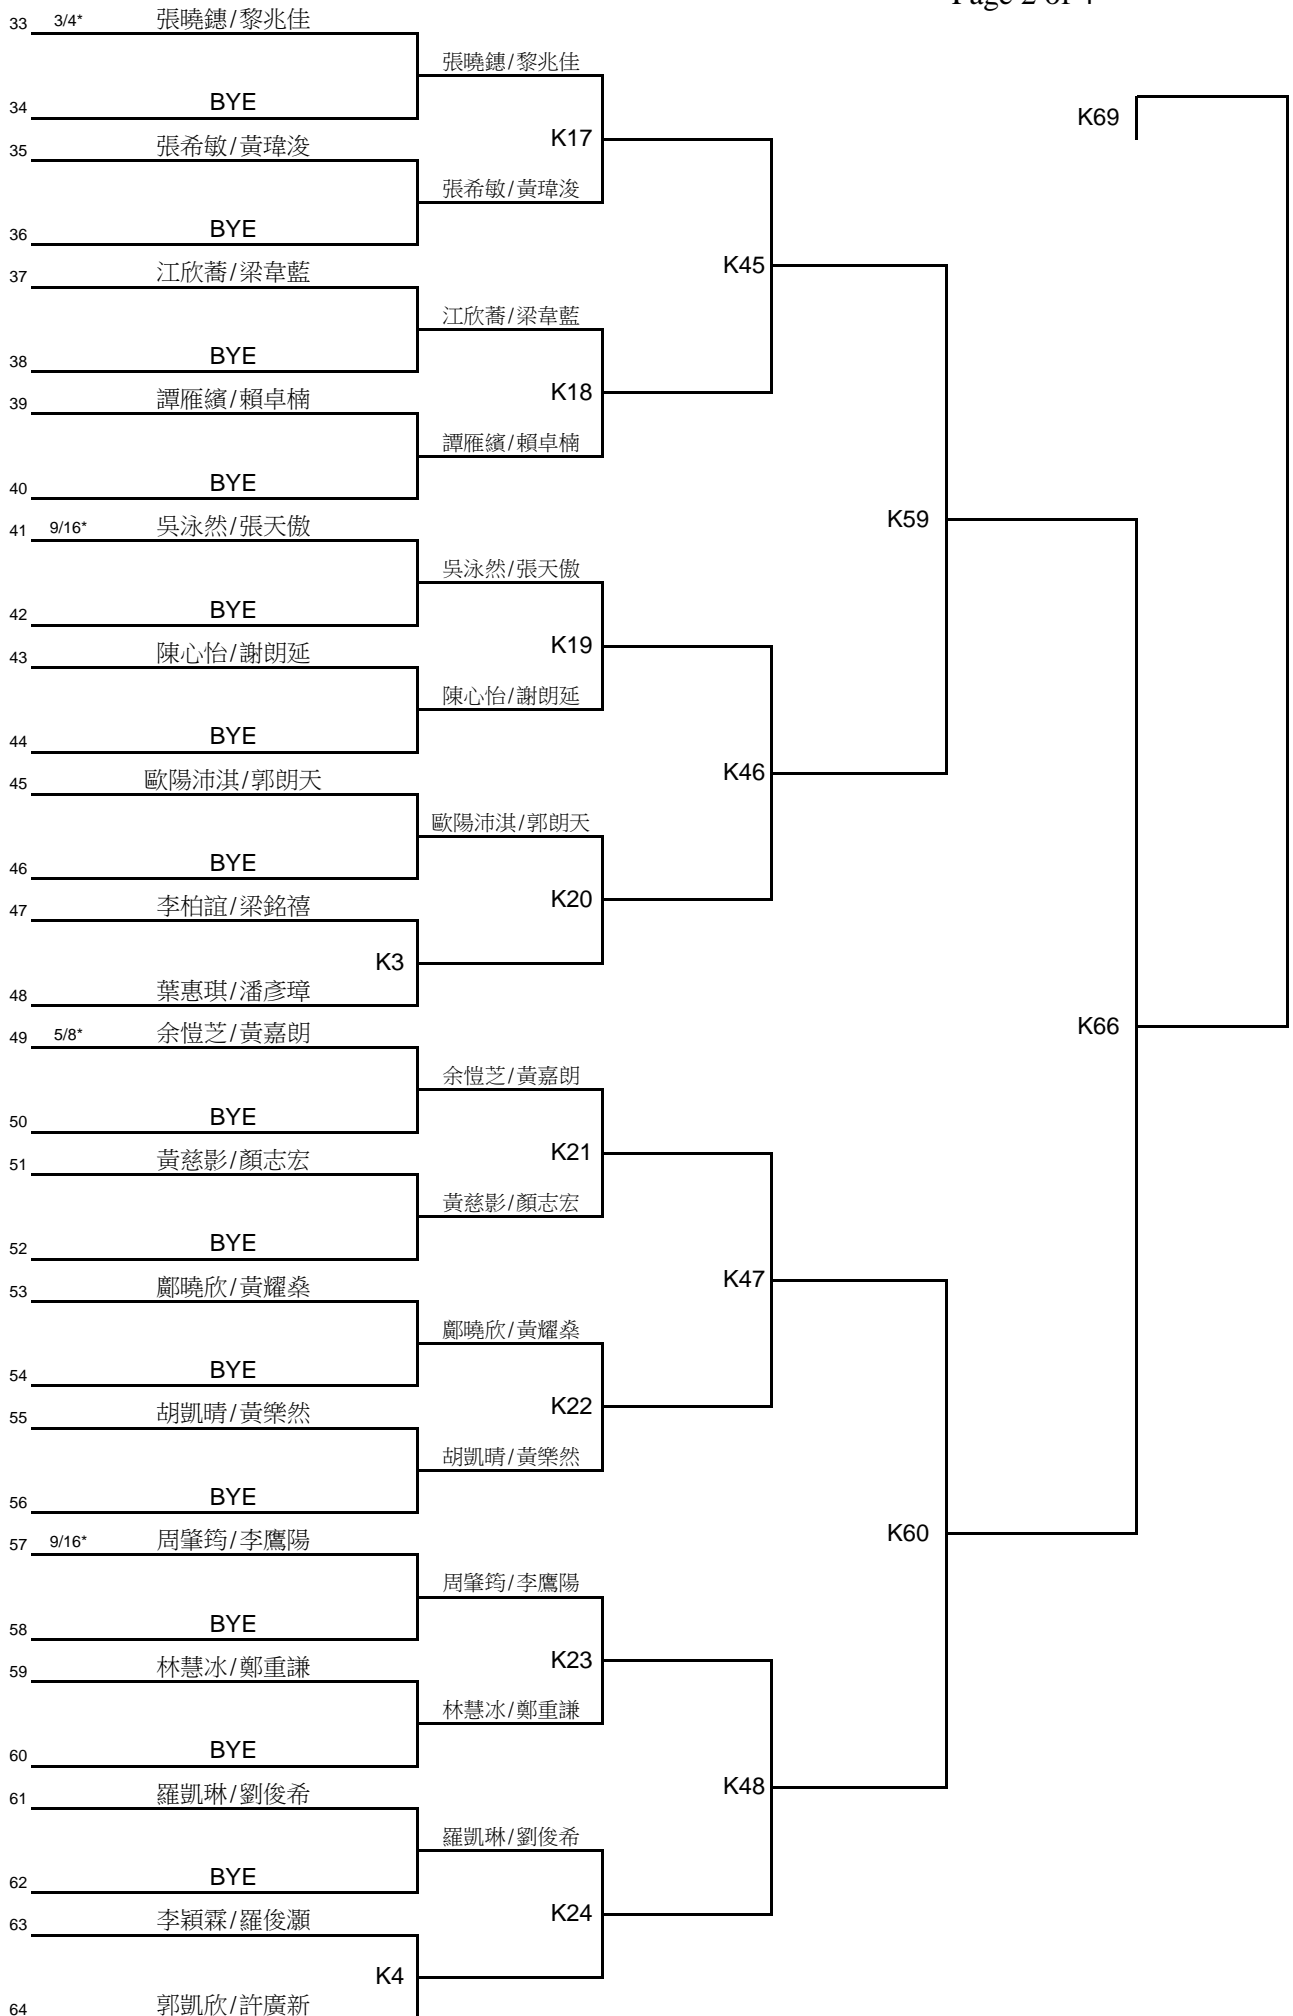 Page 2 of 4
33 3/4* 張曉鏸/黎兆佳
張曉鏸/黎兆佳
34 BYE
K69
K17
35 張希敏/黃瑋浚
張希敏/黃瑋浚
36 BYE
K45
37 江欣蕎/梁韋藍
江欣蕎/梁韋藍
38 BYE
K18
39 譚雁繽/賴卓楠
譚雁繽/賴卓楠
40 BYE
K59
41 9/16* 吳泳然/張天傲
吳泳然/張天傲
42 BYE
K19
43 陳心怡/謝朗延
陳心怡/謝朗延
44 BYE
K46
45 歐陽沛淇/郭朗天
歐陽沛淇/郭朗天
46 BYE
K20
47 李柏誼/梁銘禧
K3
48 葉惠琪/潘彥璋
K66
49 5/8* 余愷芝/黃嘉朗
余愷芝/黃嘉朗
50 BYE
K21
51 黃慈影/顏志宏
黃慈影/顏志宏
52 BYE
K47
53 鄺曉欣/黃耀燊
鄺曉欣/黃耀燊
54 BYE
K22
55 胡凱晴/黃樂然
胡凱晴/黃樂然
56 BYE
K60
57 9/16* 周肇筠/李鷹陽
周肇筠/李鷹陽
58 BYE
K23
59 林慧冰/鄭重謙
林慧冰/鄭重謙
60 BYE
K48
61 羅凱琳/劉俊希
羅凱琳/劉俊希
62 BYE
K24
63 李穎霖/羅俊灝
K4
64 郭凱欣/許廣新